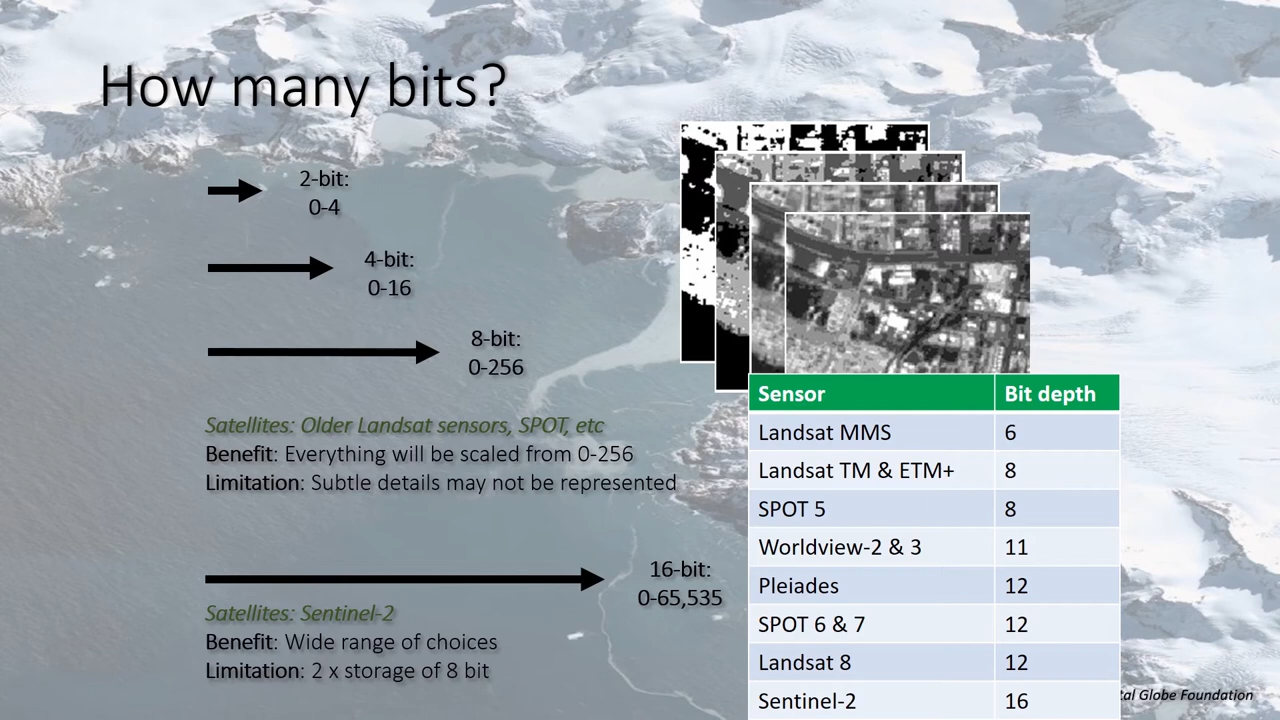 How many bits?
2-bit:
0-4
4-bit:
0-16
8-bit:
0-256
Satellites: Older Landsat sensors, SPOT, etc
Benefit: Everything will be scaled from 0-256
Limitation: Subtle details may not be represented
16-bit:
0-65,535
Satellites: Sentinel-2
Benefit: Wide range of choices
Limitation: 2 x storage of 8 bit
Sensor Bit depth
Landsat MMS 6
Landsat TM & ETM+ 8
SPOT 5 8
Worldview-2 & 3 11
Pleiades 12
SPOT 6 & 7 12
Landsat 8 12
Sentinel-2 16
Globe Foundation